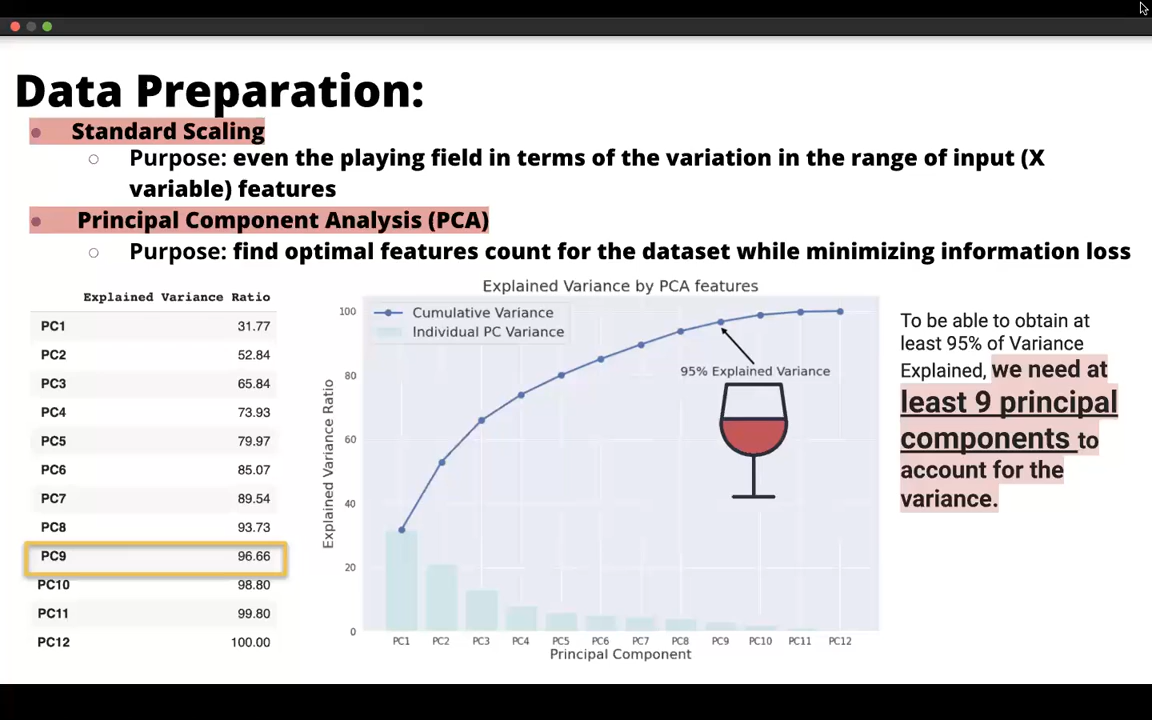 Data Preparation:
Standard Scaling
Purpose: even the playing field in terms of the variation in the range of input (X
variable) features
Principal Component Analysis (PCA)
Purpose: find optimal features count for the dataset while minimizing information loss
Explained Variance Ratio
PC1 31.77
PC2 52.84
PC3 65.84
PC4 73.93
PC5 79.97
PC6 85.07
PC7 89.54
PC8 93.73
PC9 96.66
PC10 98.80
PC11 99.80
PC12 100.00
Explained Variance by PCA features
Cumulative Variance
Individual PC Variance
95% Explained Variance
Explained Variance Ratio
100
80
60
40
20
0
PC1 PC2 PC3 PC4 PC5 PC6 PC7 PC8 PC9 PC10 PC11 PC12
Principal Component
To be able to obtain at
least 95% of Variance
Explained, we need at
least 9 principal
components to
account for the
variance.